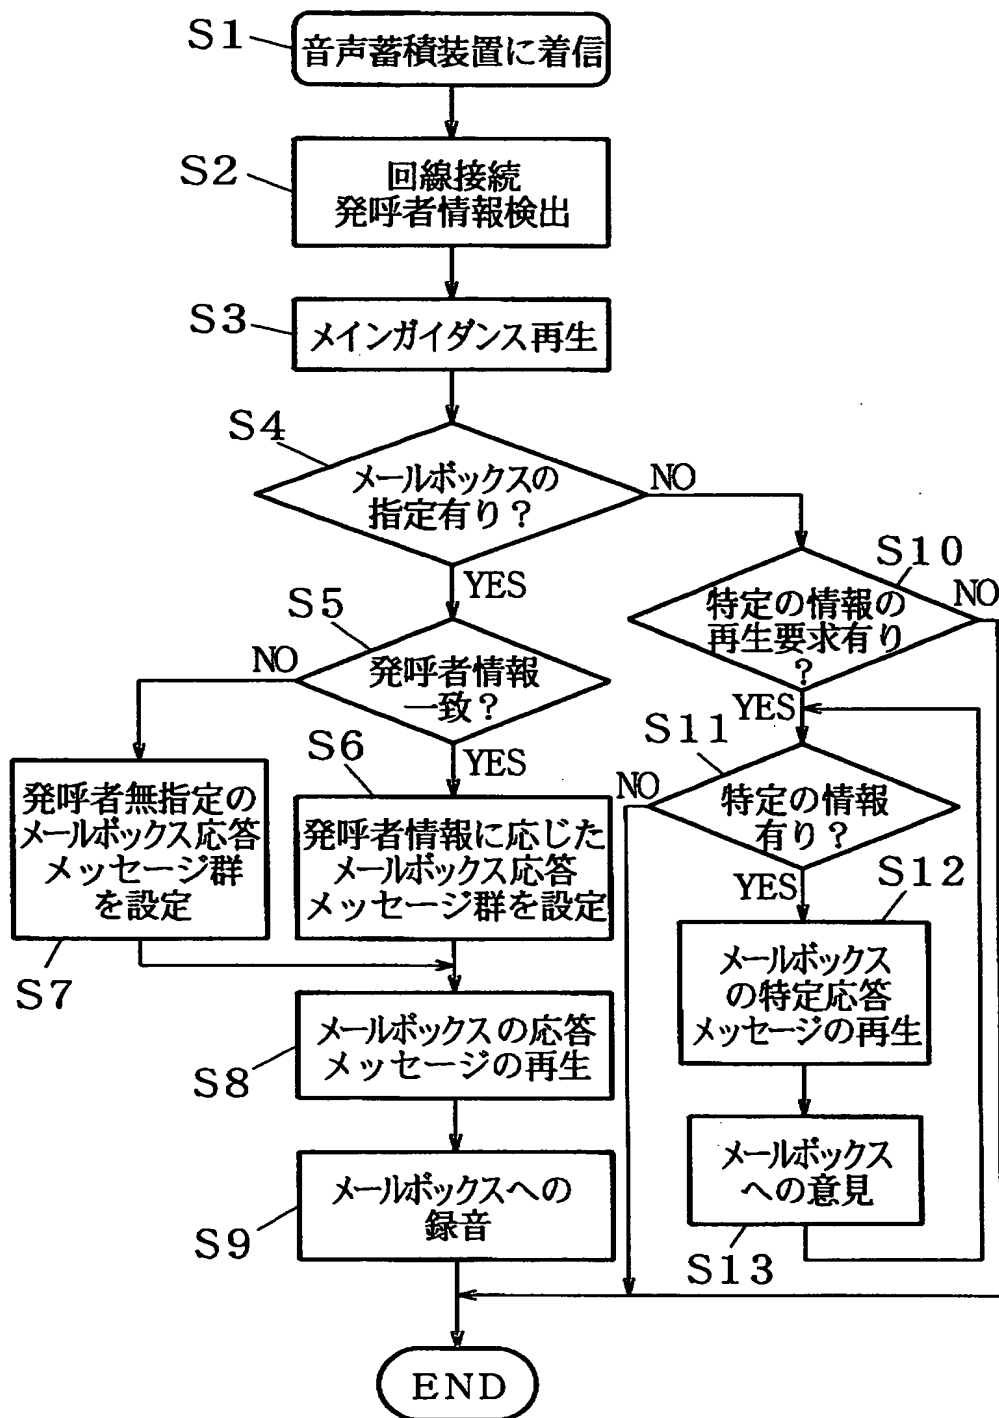 S1
音声蓄積装置に着信
S2
回線接続
発呼者情報検出
S3
メインガイダンス再生
S4
メールボックスの
指定有り?
NO
YES
S5
発呼者情報
一致?
NO
YES
S6
発呼者情報に応じた
メールボックス応答
メッセージ群を設定
発呼者無指定の
メールボックス応答
メッセージ群
を設定
S7
S8
メールボックスの応答
メッセージの再生
S9
メールボックスへの
録音
S10
特定の情報の
再生要求有り
?
NO
YES
S11
特定の情報
有り?
NO
YES
S12
メールボックス
の特定応答
メッセージの再生
メールボックス
への意見
S13
END